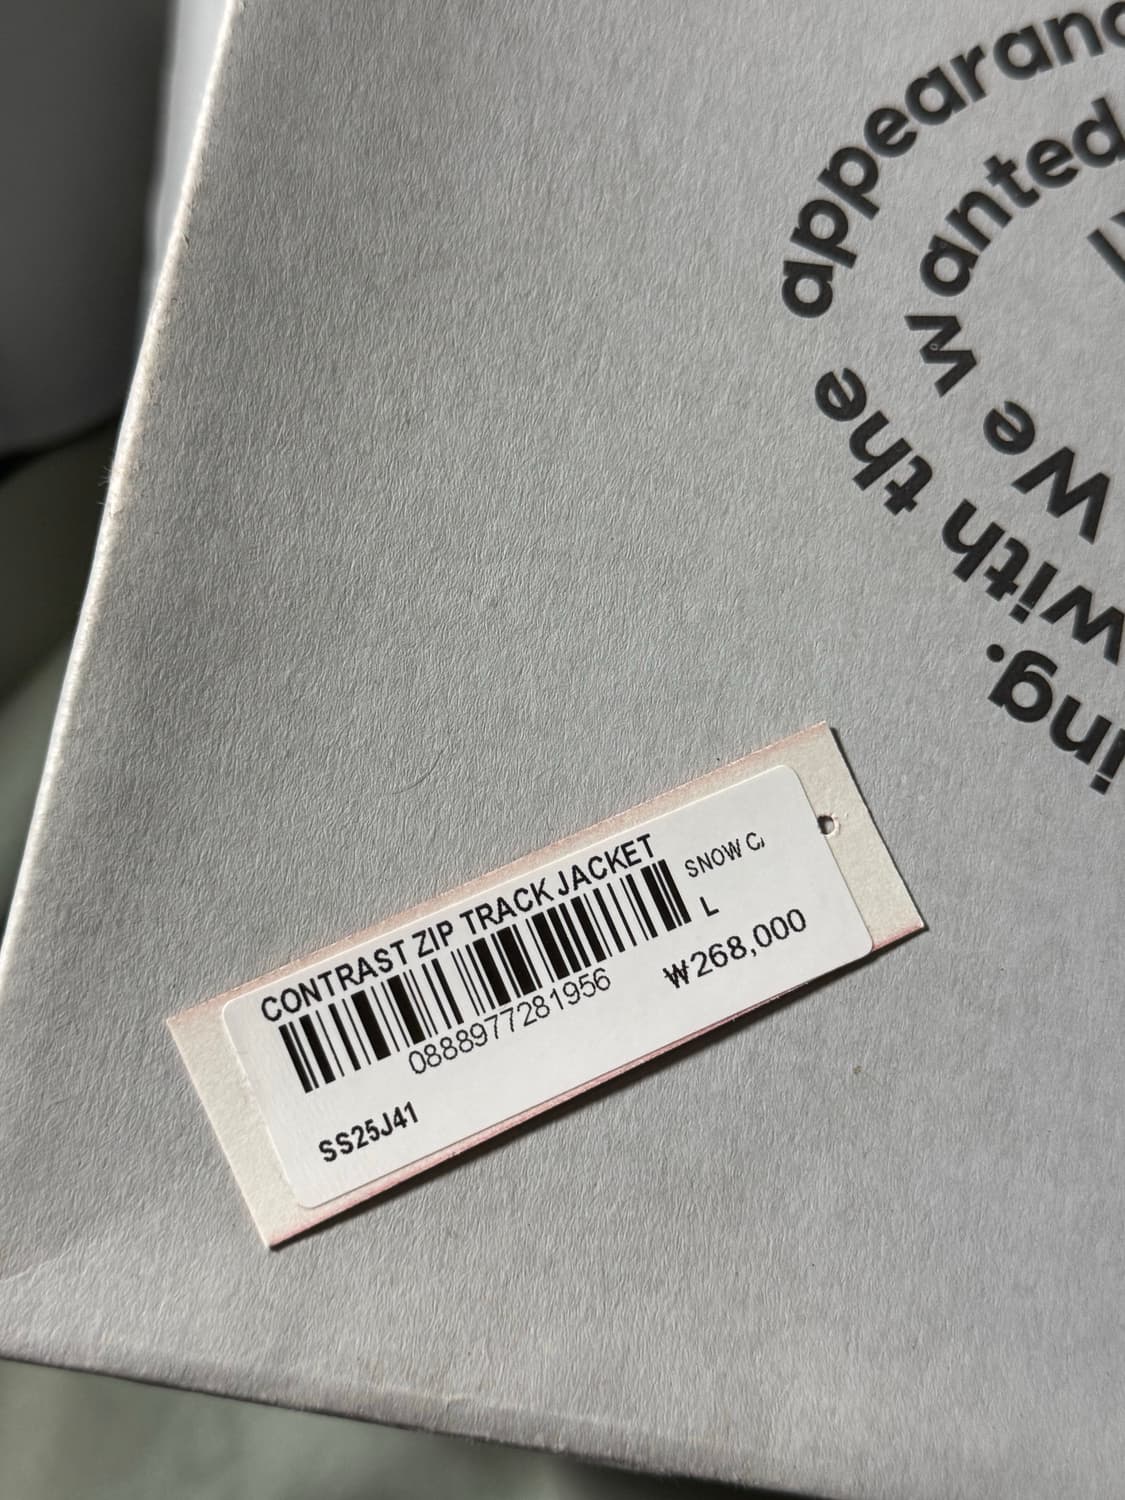 appearanc
wanted
We
with the
ing.
CONTRAST ZIP TRACK JACKET
SNOW
L
0888977281956
₩268,000
SS25J41